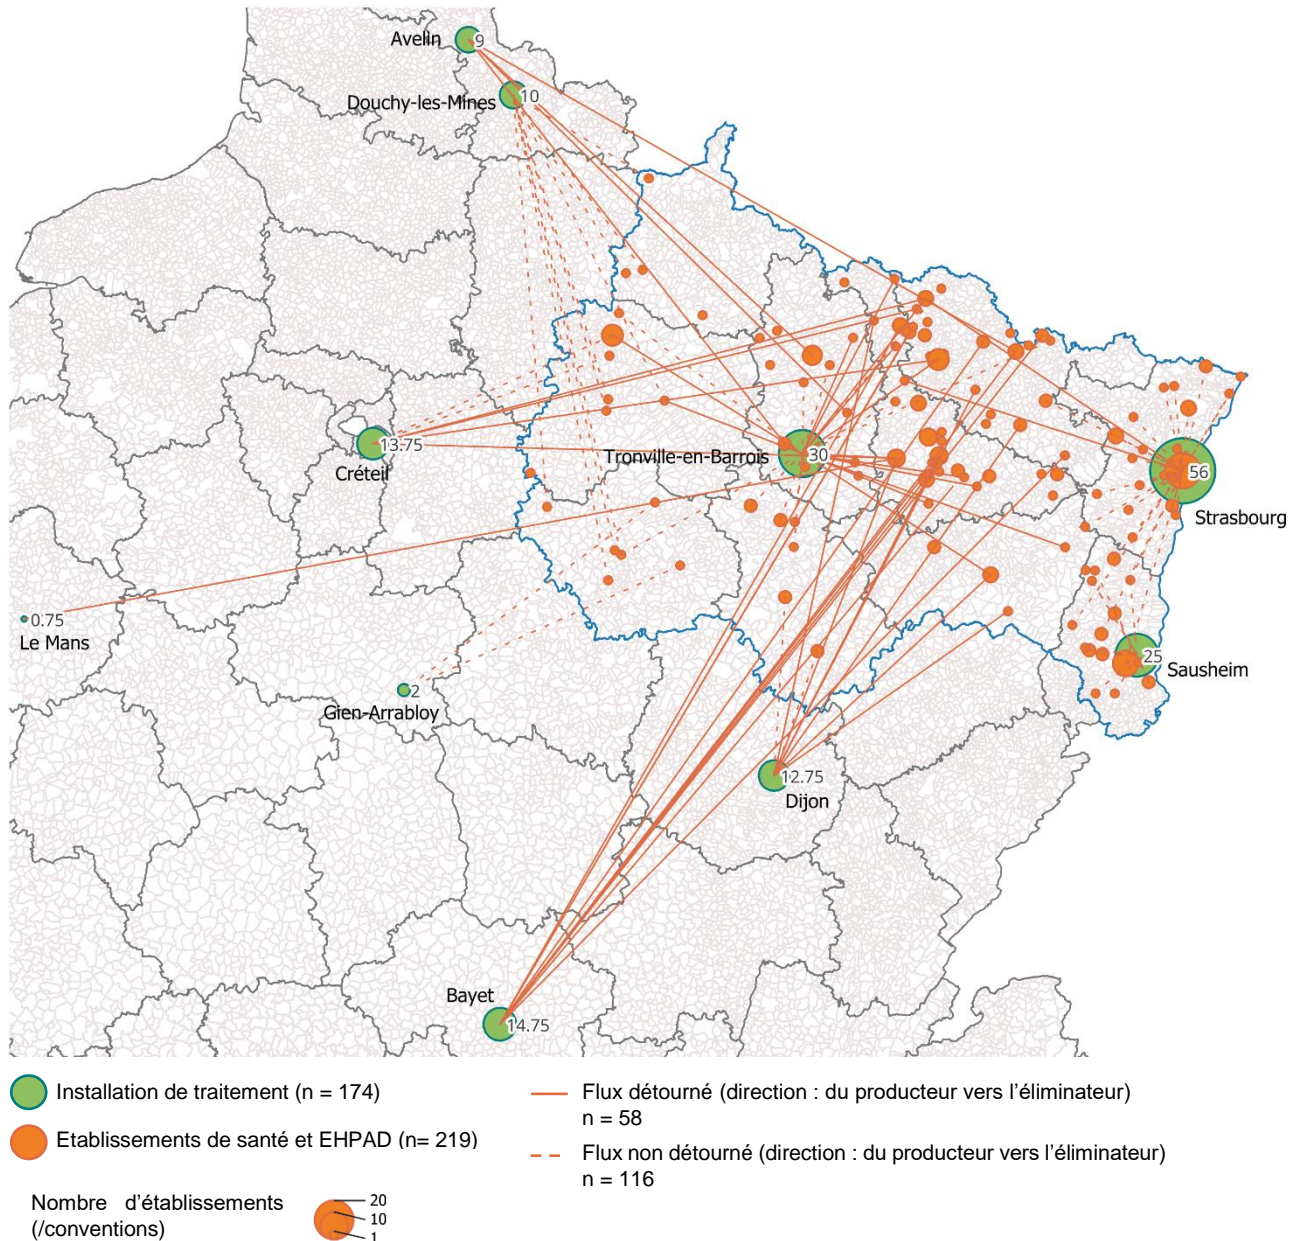 Avelin 9
Douchy-les-Mines 10
13.75
Créteil
Tronville-en-Barrois 30
56
Strasbourg
0.75
Le Mans
25
Sausheim
2
Gien-Arrabloy
12.75
Dijon
Bayet
14.75
Installation de traitement (n = 174)
Etablissements de santé et EHPAD (n= 219)
Nombre d'établissements
(/conventions)
20
10
1
Flux détourné (direction : du producteur vers l’éliminateur)
n = 58
Flux non détourné (direction : du producteur vers l’éliminateur)
n = 116